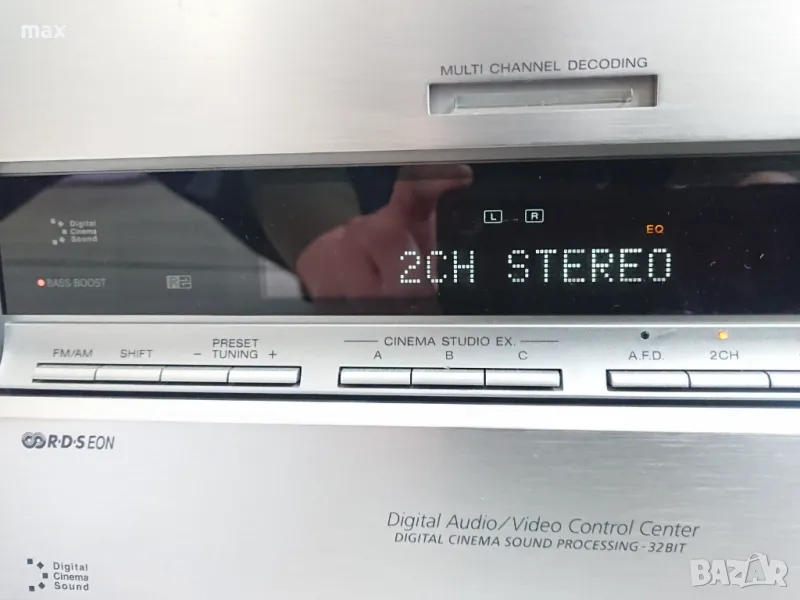 max
MULTI CHANNEL DECODING
Digital
Cinema
Sound
L R
EQ
2CH STEREO
BASS BOOST
FM/AM SHIFT - PRESET TUNING +
CINEMA STUDIO EX.
A B C
A.F.D. 2CH
R·D·S EON
Digital Audio/Video Control Center
DIGITAL CINEMA SOUND PROCESSING-32BIT
Digital
Cinema
Sound
BAZAR